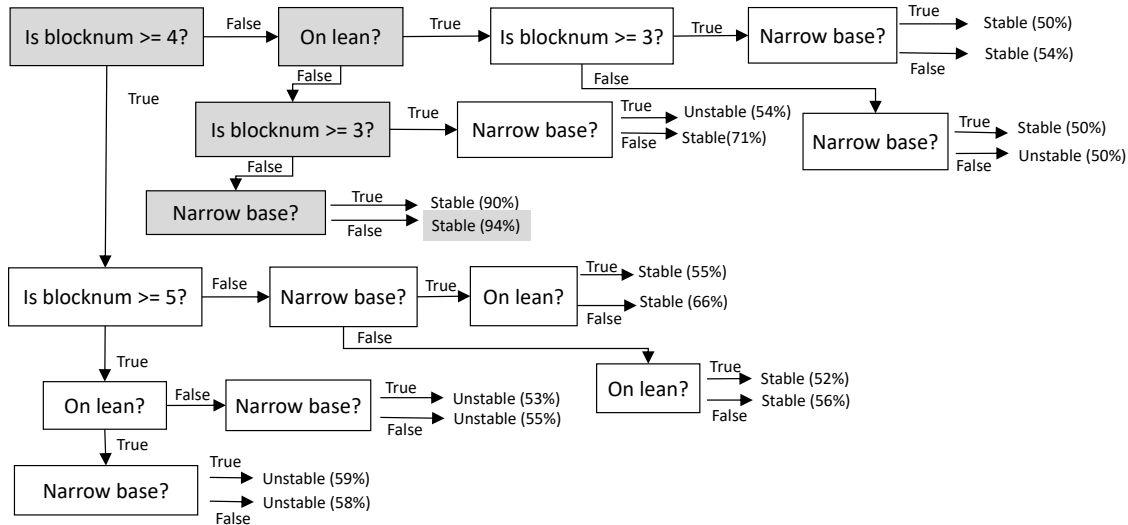 Is blocknum >= 4?
False
On lean?
True
Is blocknum >= 3?
True
Narrow base?
True
Stable (50%)
False
Stable (54%)
True
False
False
Is blocknum >= 3?
True
Narrow base?
True
Unstable (54%)
False
Stable(71%)
Narrow base?
True
Stable (50%)
False
Unstable (50%)
False
Narrow base?
True
Stable (90%)
False
Stable (94%)
Is blocknum >= 5?
False
Narrow base?
True
On lean?
True
Stable (55%)
False
Stable (66%)
False
True
On lean?
True
Stable (52%)
False
Stable (56%)
On lean?
False
Narrow base?
True
Unstable (53%)
False
Unstable (55%)
True
Narrow base?
True
Unstable (59%)
False
Unstable (58%)